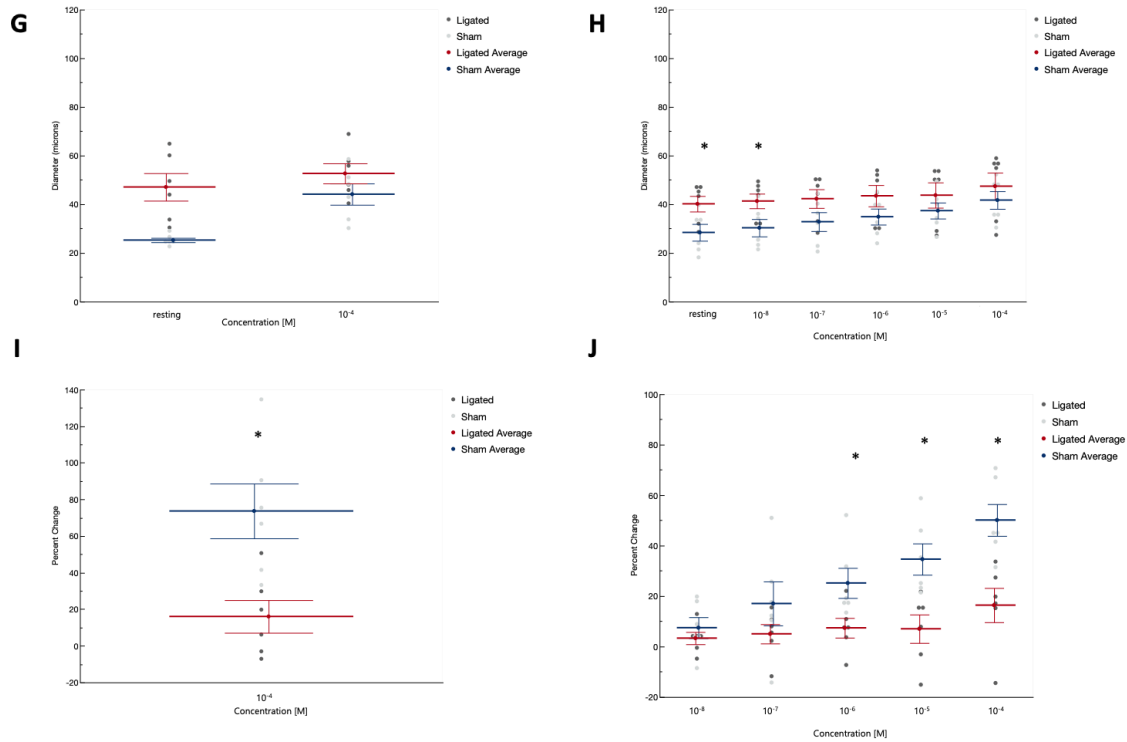 G
120
100
80
60
40
20
0
Diameter (microns)
resting
10⁻⁴
Concentration [M]
Ligated
Sham
Ligated Average
Sham Average
H
120
100
80
60
40
20
0
Diameter (microns)
* *
resting
10⁻⁸
10⁻⁷
10⁻⁶
10⁻⁵
10⁻⁴
Concentration [M]
Ligated
Sham
Ligated Average
Sham Average
I
140
120
100
80
60
40
20
0
-20
Percent Change
*
10⁻⁴
Concentration [M]
Ligated
Sham
Ligated Average
Sham Average
J
100
80
60
40
20
0
-20
Percent Change
* * *
10⁻⁸
10⁻⁷
10⁻⁶
10⁻⁵
10⁻⁴
Concentration [M]
Ligated
Sham
Ligated Average
Sham Average